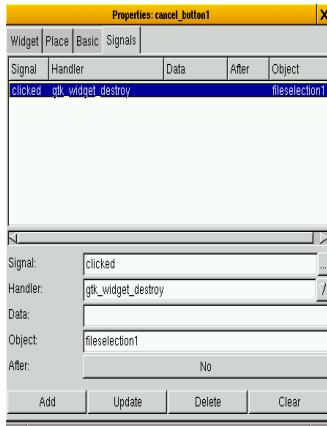 Properties: cancel_button1 X
Widget Place Basic Signals
Signal Handler Data After Object
clicked gtk_widget_destroy fileselection1
Signal: clicked ...
Handler: gtk_widget_destroy /
Data:
Object: fileselection1
After: No
Add Update Delete Clear